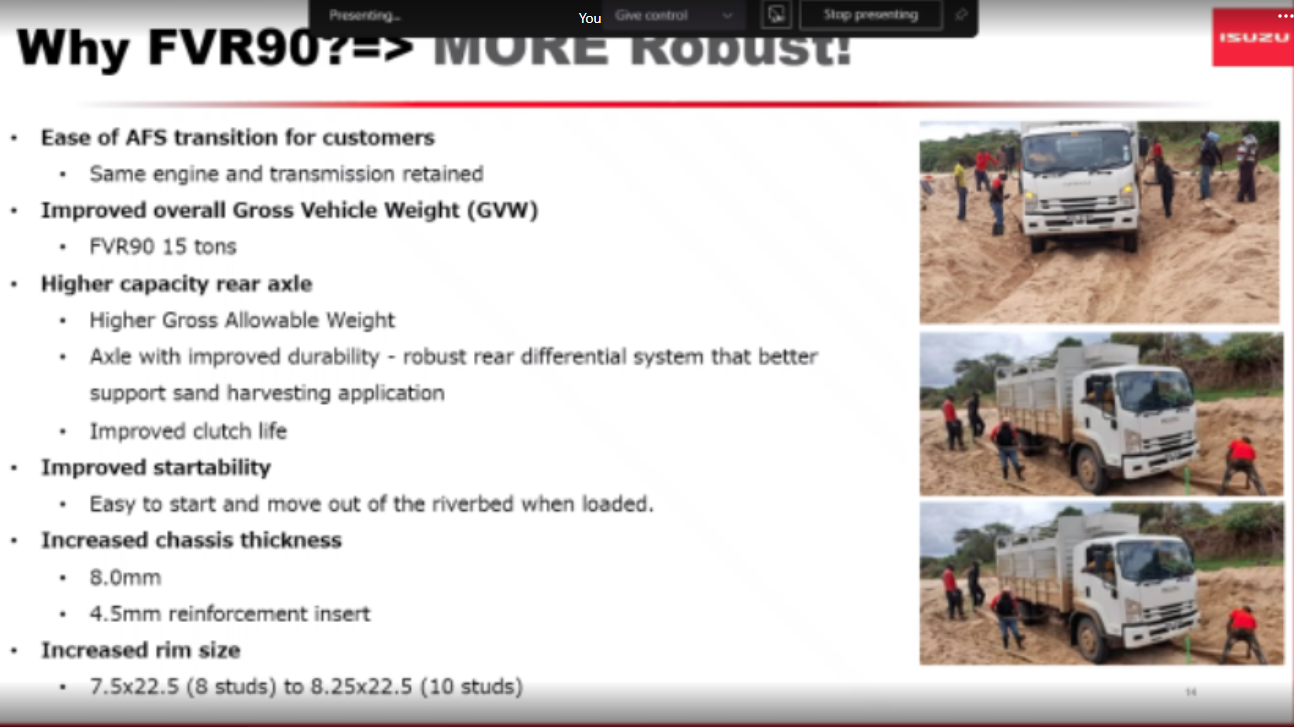 Presenting...
You
Give control
Stop presenting
Why FVR90?=> MORE Robust!
ISUZU
• Ease of AFS transition for customers
• Same engine and transmission retained
• Improved overall Gross Vehicle Weight (GVW)
• FVR90 15 tons
• Higher capacity rear axle
• Higher Gross Allowable Weight
• Axle with improved durability - robust rear differential system that better
support sand harvesting application
• Improved clutch life
• Improved startability
• Easy to start and move out of the riverbed when loaded.
• Increased chassis thickness
• 8.0mm
• 4.5mm reinforcement insert
• Increased rim size
• 7.5x22.5 (8 studs) to 8.25x22.5 (10 studs)